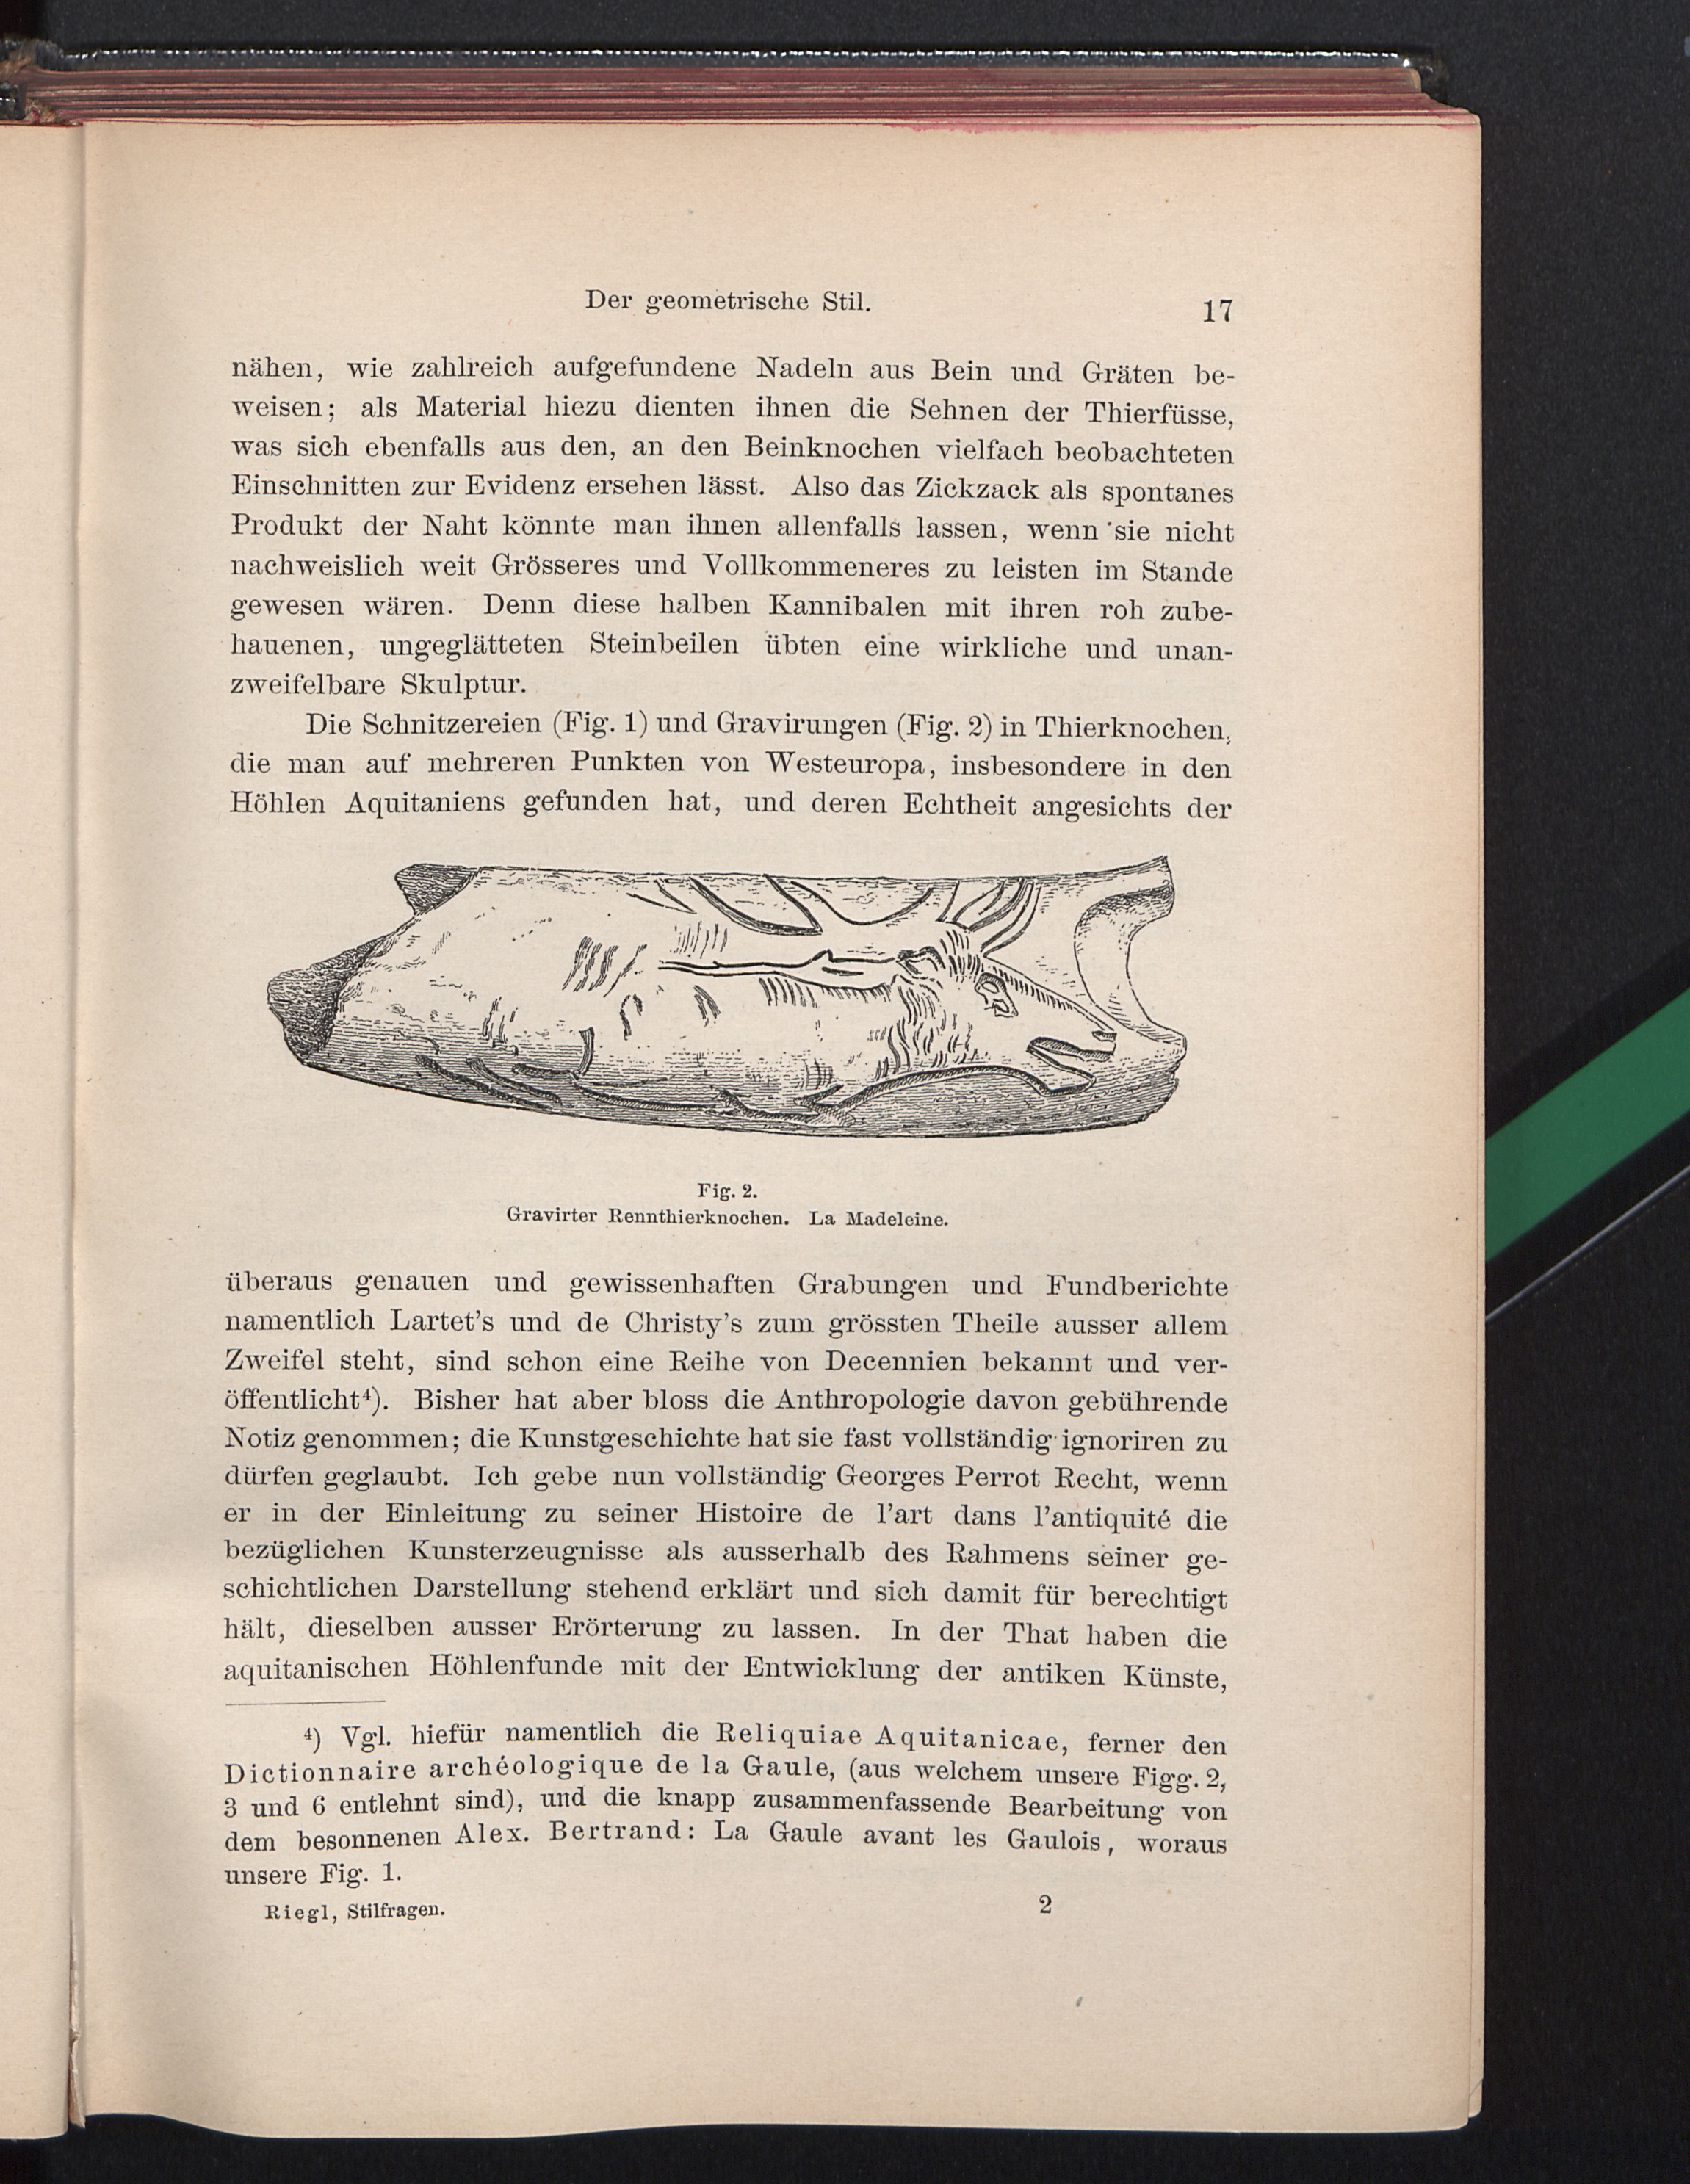 Der geometrische Stil.
17
nähen, wie zahlreich aufgefundene Nadeln aus Bein und Gräten be-
weisen; als Material hiezu dienten ihnen die Sehnen der Thierfüsse,
was sich ebenfalls aus den, an den Beinknochen vielfach beobachteten
Einschnitten zur Evidenz ersehen lässt. Also das Zickzack als spontanes
Produkt der Naht könnte man ihnen allenfalls lassen, wenn sie nicht
nachweislich weit Grösseres und Vollkommeneres zu leisten im Stande
gewesen wären. Denn diese halben Kannibalen mit ihren roh zube-
hauenen, ungeglätteten Steinbeilen übten eine wirkliche und unan-
zweifelbare Skulptur.
Die Schnitzereien (Fig. 1) und Gravirungen (Fig. 2) in Thierknochen,
die man auf mehreren Punkten von Westeuropa, insbesondere in den
Höhlen Aquitaniens gefunden hat, und deren Echtheit angesichts der
Fig. 2.
Gravirter Rennthierknochen. La Madeleine.
überaus genauen und gewissenhaften Grabungen und Fundberichte
namentlich Lartet's und de Christy's zum grössten Theile ausser allem
Zweifel steht, sind schon eine Reihe von Decennien bekannt und ver-
öffentlicht⁴). Bisher hat aber bloss die Anthropologie davon gebührende
Notiz genommen; die Kunstgeschichte hat sie fast vollständig ignoriren zu
dürfen geglaubt. Ich gebe nun vollständig Georges Perrot Recht, wenn
er in der Einleitung zu seiner Histoire de l'art dans l'antiquité die
bezüglichen Kunsterzeugnisse als ausserhalb des Rahmens seiner ge-
schichtlichen Darstellung stehend erklärt und sich damit für berechtigt
hält, dieselben ausser Erörterung zu lassen. In der That haben die
aquitanischen Höhlenfunde mit der Entwicklung der antiken Künste,
⁴) Vgl. hiefür namentlich die Reliquiae Aquitanicae, ferner den
Dictionnaire archéologique de la Gaule, (aus welchem unsere Figg. 2,
3 und 6 entlehnt sind), und die knapp zusammenfassende Bearbeitung von
dem besonnenen Alex. Bertrand: La Gaule avant les Gaulois, woraus
unsere Fig. 1.
Riegl, Stilfragen.
2